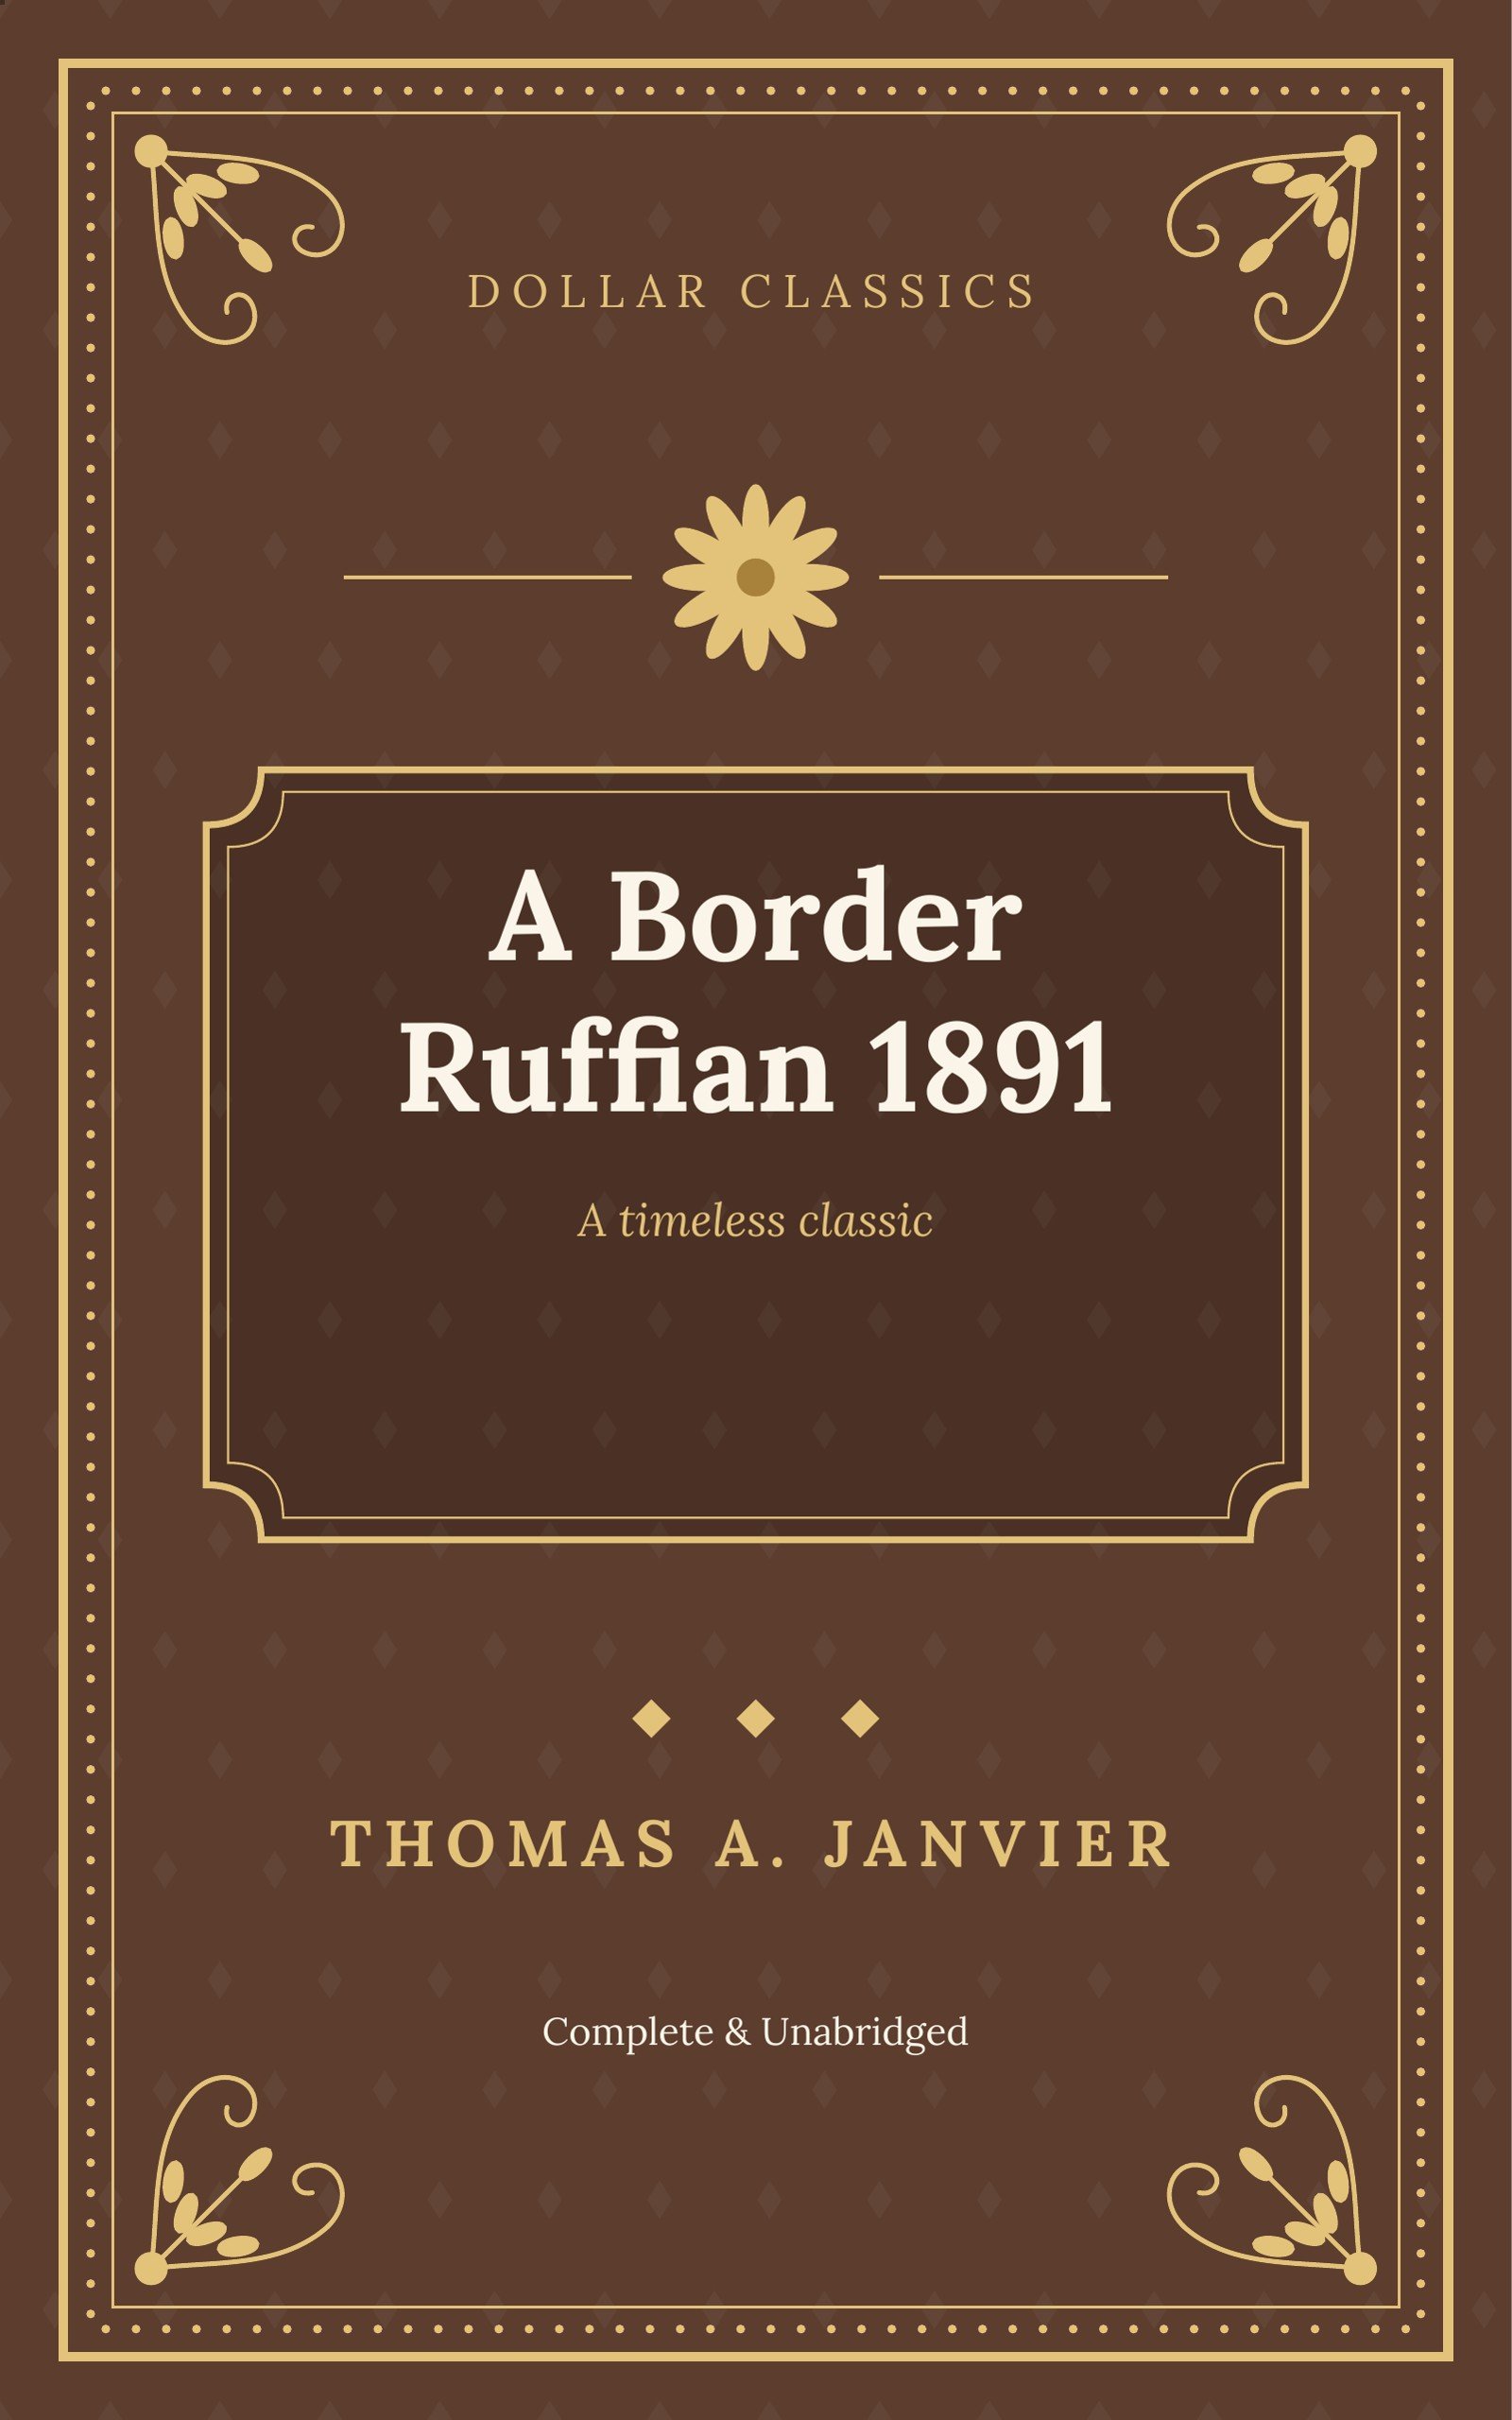 DOLLAR CLASSICS
A Border
Ruffian 1891
A timeless classic
THOMAS A. JANVIER
Complete & Unabridged